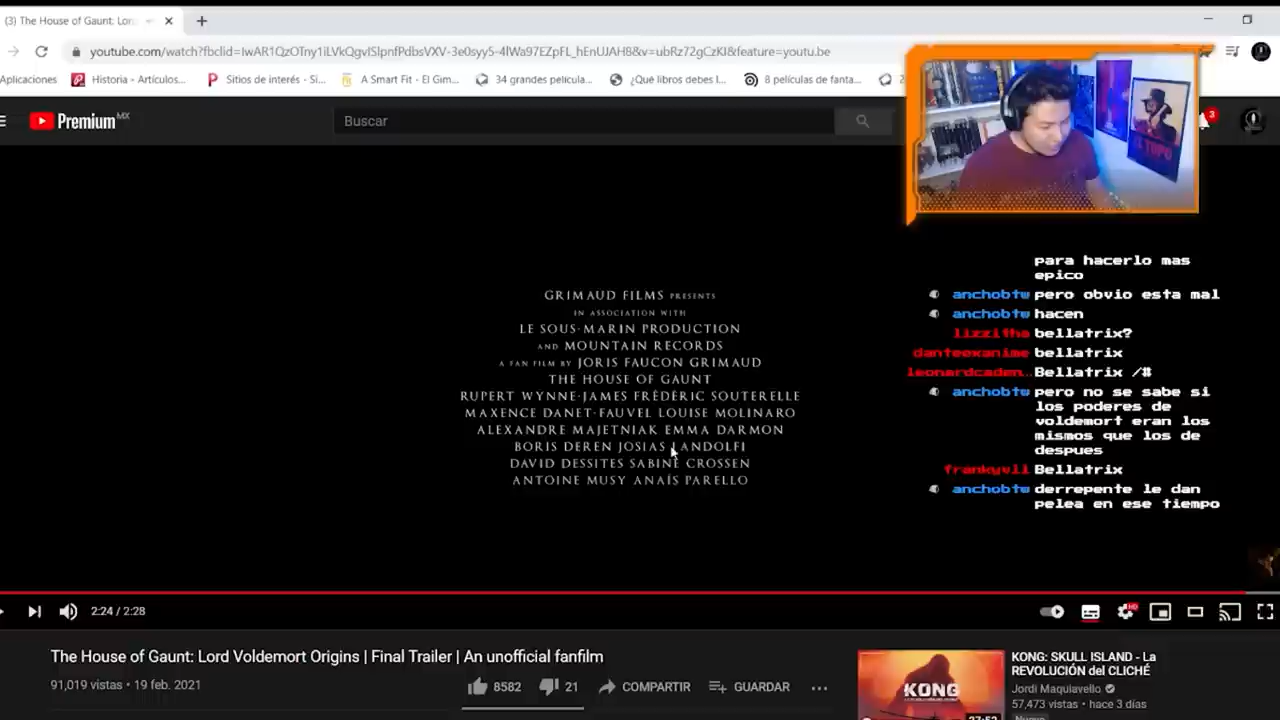 (3) The House of Gaunt: Lor
youtube.com/watch?fbclid=IwAR1QzOTny1iLVkQgvISlpnfPdbsVXV-3e0syy5-4lWa97EZpFL_hEnUJAH8&v=ubRz72gCzKI&feature=youtu.be
Aplicaciones
Historia – Artículos...
Sitios de interés - Si...
A Smart Fit - El Gim...
34 grandes película...
¿Qué libros debes l...
8 películas de fanta...
Premium MX
Buscar
3
EL TOPO
GRIMAUD FILMS PRESENTS
IN ASSOCIATION WITH
LE SOUS-MARIN PRODUCTION
AND MOUNTAIN RECORDS
A FAN FILM BY JORIS FAUCON GRIMAUD
THE HOUSE OF GAUNT
RUPERT WYNNE-JAMES FRÉDÉRIC SOUTERELLE
MAXENCE DANET-FAUVEL LOUISE MOLINARO
ALEXANDRE MAJETNIAK EMMA DARMON
BORIS DEREN JOSIAS LANDOLFI
DAVID DESSITES SABINE CROSSEN
ANTOINE MUSY ANAÏS PARELLO
para hacerlo mas
epico
anchobtw pero obvio esta mal
anchobtw hacen
lizzitha bellatrix?
danteexanime bellatrix
leonardcaden... Bellatrix /#
anchobtw pero no se sabe si
los poderes de
voldemort eran los
mismos que los de
despues
frankyvll Bellatrix
anchobtw derrepente le dan
pelea en ese tiempo
2:24 / 2:28
HD
The House of Gaunt: Lord Voldemort Origins | Final Trailer | An unofficial fanfilm
91,019 vistas • 19 feb. 2021
8582
21
COMPARTIR
GUARDAR
KONG
27:52
KONG: SKULL ISLAND - La
REVOLUCIÓN del CLICHÉ
Jordi Maquiavello
57,473 vistas • hace 3 días
Nuevo